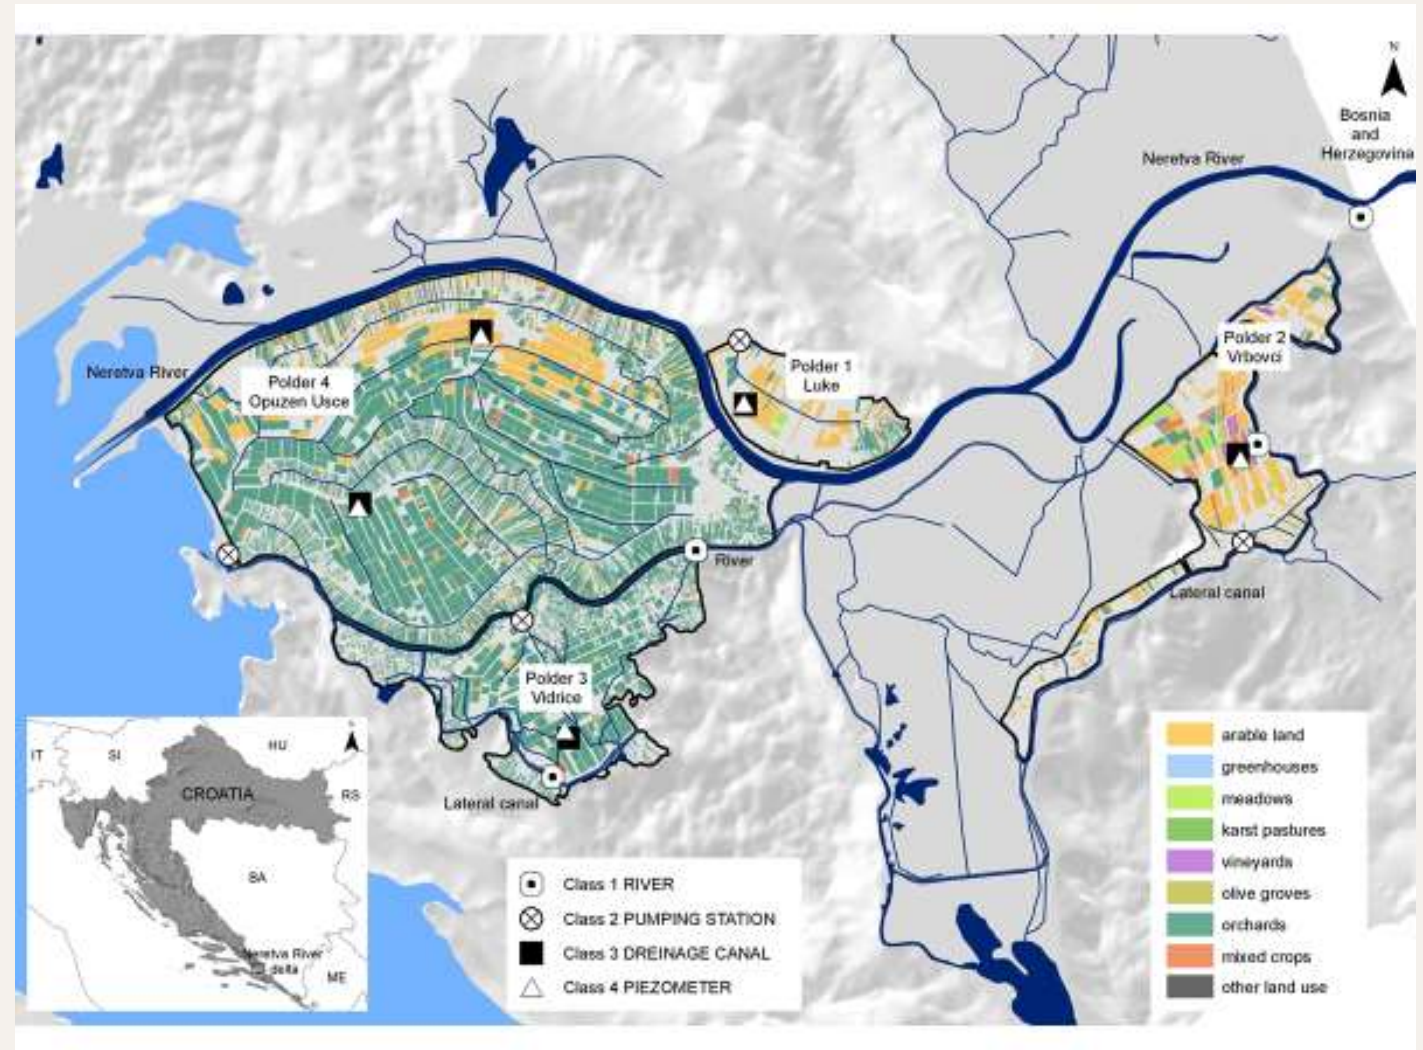 N
Bosnia
and
Herzegovina
Neretva River
Polder 2
Vrbovci
Polder 1
Luke
Neretva River
Polder 4
Opuzen Usce
River
Lateral canal
Polder 3
Vidrice
Lateral canal
IT
SI
HU
CROATIA
RS
BA
Neretva River
delta
ME
Class 1 RIVER
Class 2 PUMPING STATION
Class 3 DREINAGE CANAL
Class 4 PIEZOMETER
arable land
greenhouses
meadows
karst pastures
vineyards
olive groves
orchards
mixed crops
other land use